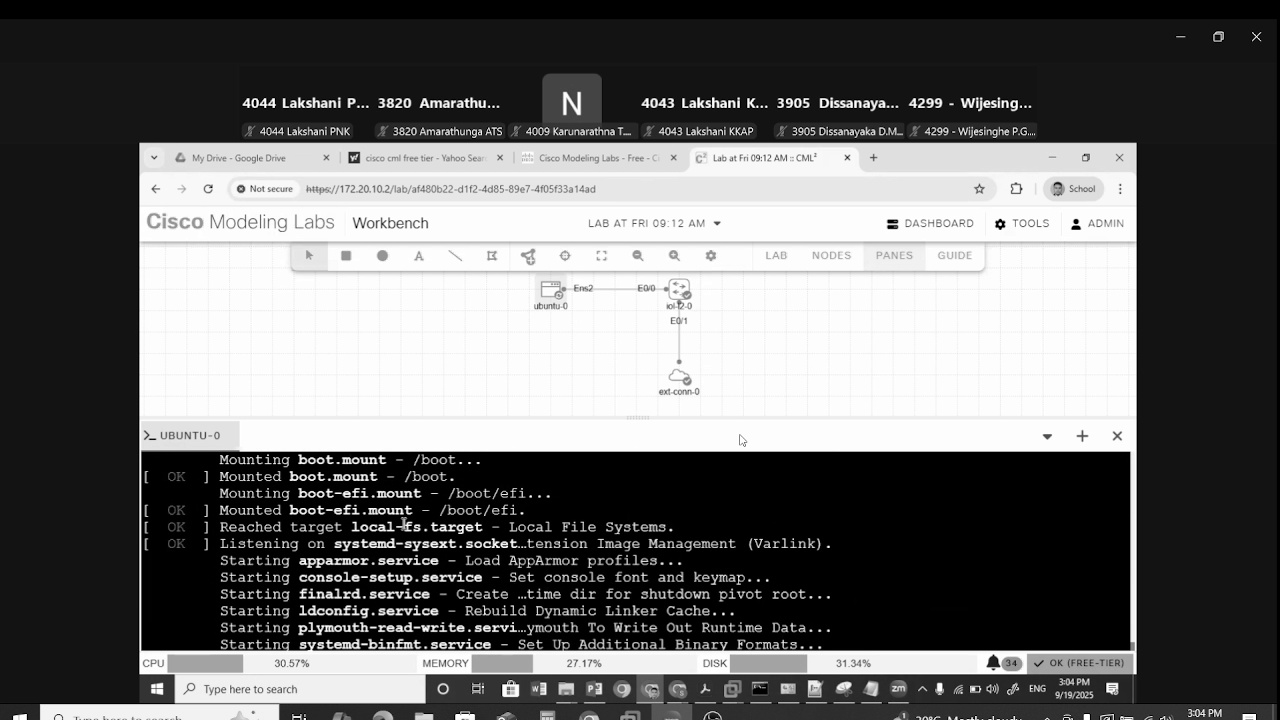 4044 Lakshani P... 3820 Amarathu... N 4043 Lakshani K... 3905 Dissanaya... 4299 - Wijesing...
4044 Lakshani PNK 3820 Amarathunga ATS 4009 Karunarathna T... 4043 Lakshani KKAP 3905 Dissanayaka D.M... 4299 - Wijesinghe P.G....
My Drive - Google Drive cisco cml free tier - Yahoo Sear Cisco Modeling Labs - Free - Ci Lab at Fri 09:12 AM :: CML²
Not secure https://172.20.10.2/lab/af480b22-d1f2-4d85-89e7-4f05f33a14ad School
Cisco Modeling Labs Workbench LAB AT FRI 09:12 AM DASHBOARD TOOLS ADMIN
A LAB NODES PANES GUIDE
Ens2 E0/0
ubuntu-0 iol-l2-0
E0/1
ext-conn-0
UBUNTU-0
Mounting boot.mount - /boot...
[ OK ] Mounted boot.mount - /boot.
Mounting boot-efi.mount - /boot/efi...
[ OK ] Mounted boot-efi.mount - /boot/efi.
[ OK ] Reached target local-fs.target - Local File Systems.
[ OK ] Listening on systemd-sysext.socket…tension Image Management (Varlink).
Starting apparmor.service - Load AppArmor profiles...
Starting console-setup.service - Set console font and keymap...
Starting finalrd.service - Create …time dir for shutdown pivot root...
Starting ldconfig.service - Rebuild Dynamic Linker Cache...
Starting plymouth-read-write.servi…ymouth To Write Out Runtime Data...
Starting systemd-binfmt.service - Set Up Additional Binary Formats...
CPU 30.57% MEMORY 27.17% DISK 31.34% 34 OK (FREE-TIER)
Type here to search ENG 3:04 PM
9/19/2025
Type here to search Mostly cloudy 3:04 PM